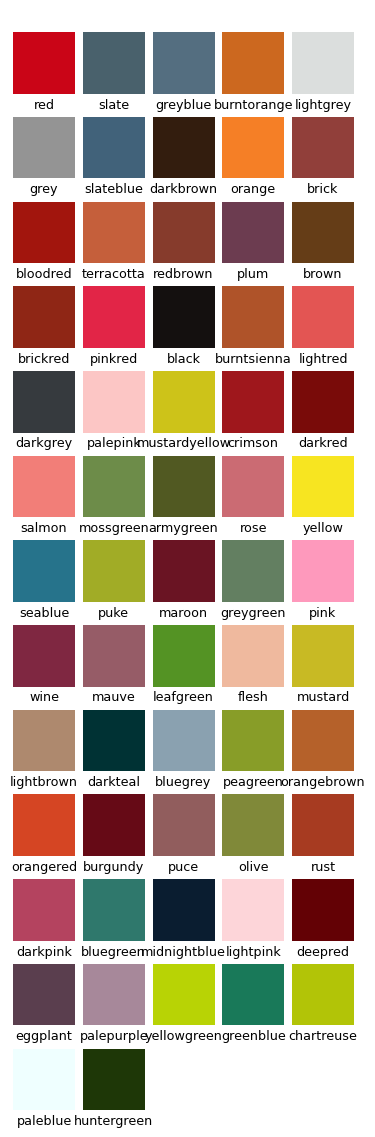 red slate greyblue burntorange lightgrey
grey slateblue darkbrown orange brick
bloodred terracotta redbrown plum brown
brickred pinkred black burntsienna lightred
darkgrey palepink mustardyellow crimson darkred
salmon mossgreen armygreen rose yellow
seablue puke maroon greygreen pink
wine mauve leafgreen flesh mustard
lightbrown darkteal bluegrey peagreen orangebrown
orangered burgundy puce olive rust
darkpink bluegreen midnightblue lightpink deepred
eggplant palepurple yellowgreen greenblue chartreuse
paleblue huntergreen